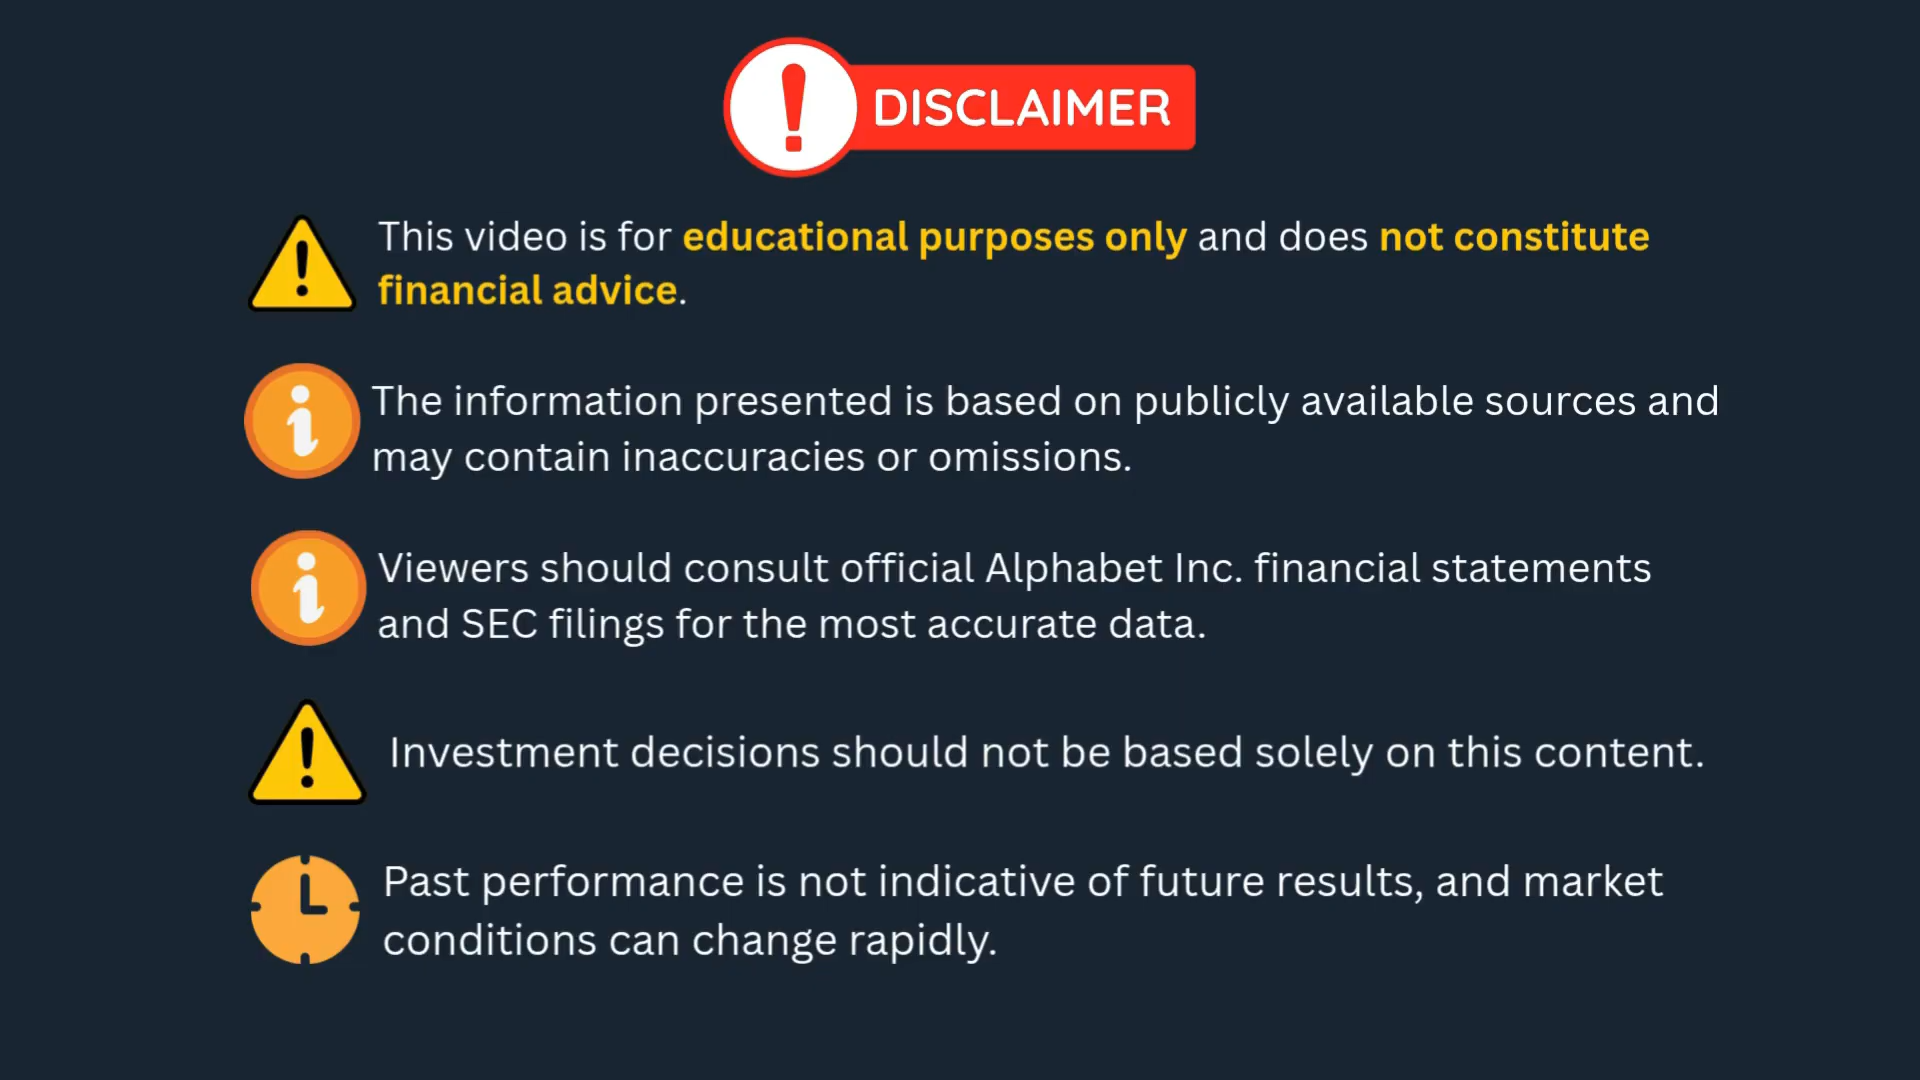 DISCLAIMER
This video is for educational purposes only and does not constitute
financial advice.
The information presented is based on publicly available sources and
may contain inaccuracies or omissions.
Viewers should consult official Alphabet Inc. financial statements
and SEC filings for the most accurate data.
Investment decisions should not be based solely on this content.
Past performance is not indicative of future results, and market
conditions can change rapidly.